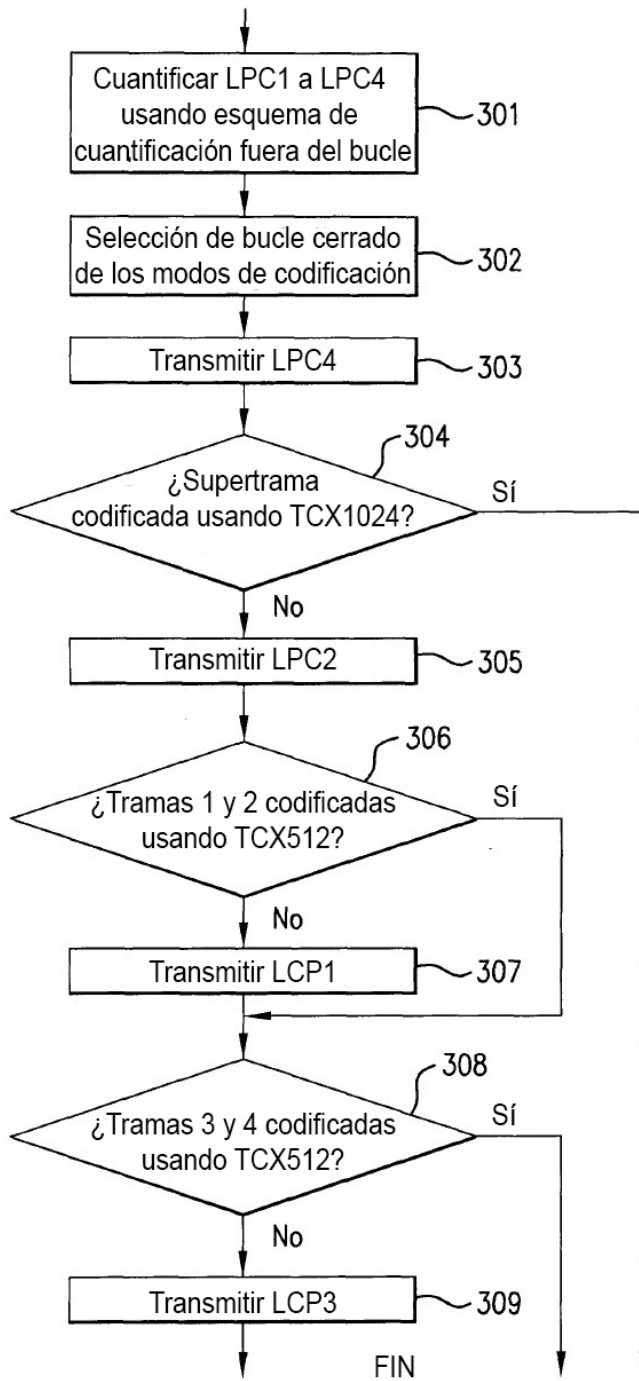 Cuantificar LPC1 a LPC4
usando esquema de
cuantificación fuera del bucle
301
Selección de bucle cerrado
de los modos de codificación
302
Transmitir LPC4
303
304
¿Supertrama
codificada usando TCX1024?
Sí
No
Transmitir LPC2
305
306
¿Tramas 1 y 2 codificadas
usando TCX512?
Sí
No
Transmitir LCP1
307
308
¿Tramas 3 y 4 codificadas
usando TCX512?
Sí
No
Transmitir LCP3
309
FIN